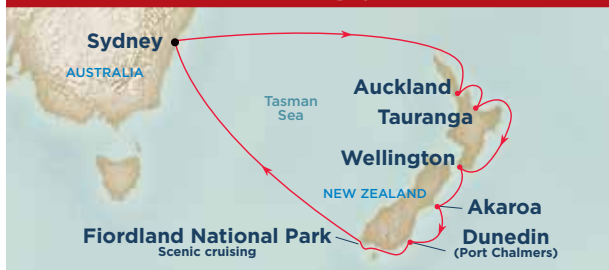 Sydney
AUSTRALIA
Tasman
Sea
Auckland
Tauranga
Wellington
NEW ZEALAND
Akaroa
Fiordland National Park
Scenic cruising
Dunedin
(Port Chalmers)